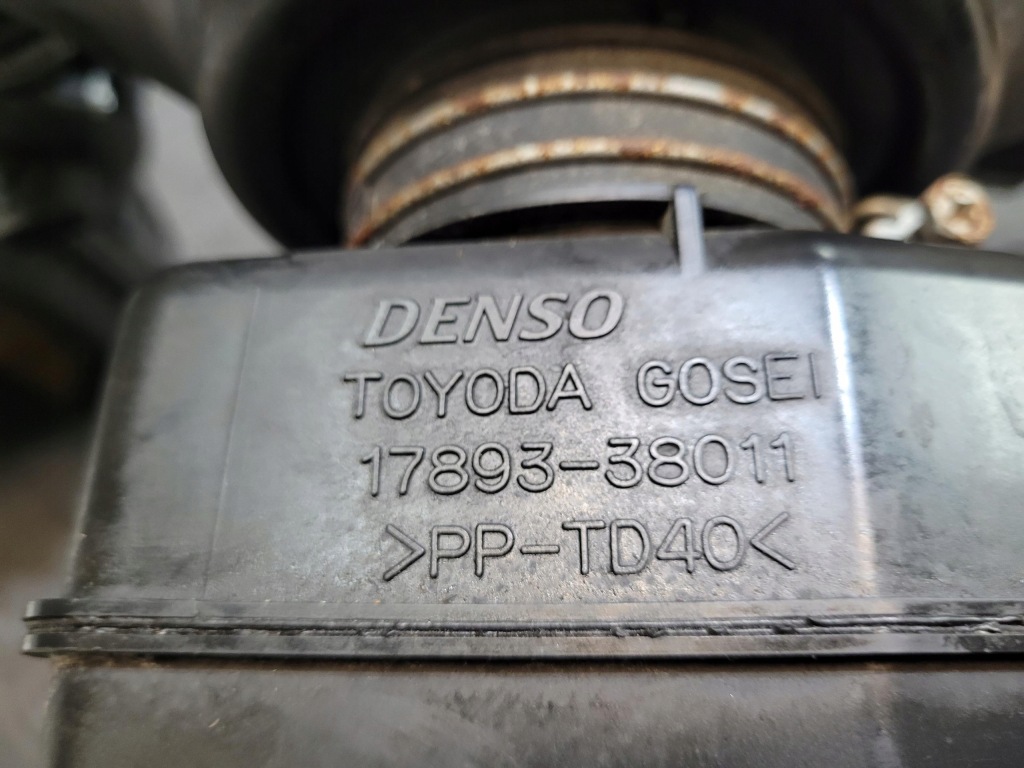 DENSO
TOYODA GOSEI
17893-38011
>PP-TD40<